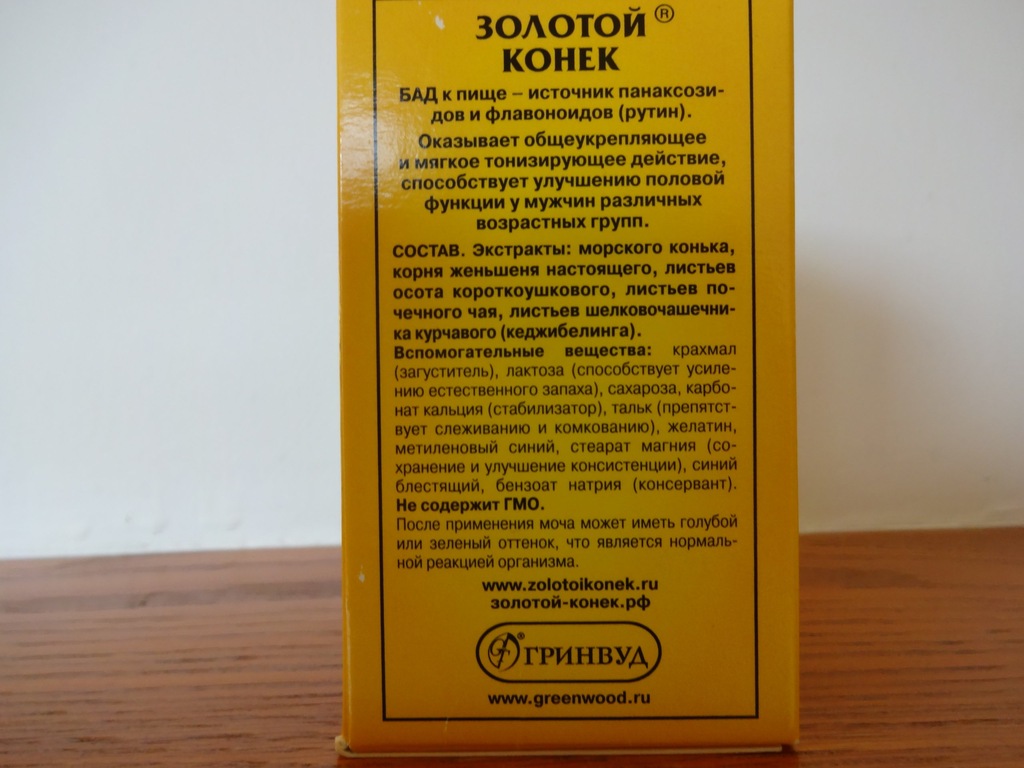 ЗОЛОТОЙ ®
КОНЕК
БАД к пище – источник панаксози-
дов и флавоноидов (рутин).
Оказывает общеукрепляющее
и мягкое тонизирующее действие,
способствует улучшению половой
функции у мужчин различных
возрастных групп.
СОСТАВ. Экстракты: морского конька,
корня женьшеня настоящего, листьев
осота короткоушкового, листьев по-
чечного чая, листьев шелковочашечни-
ка курчавого (кеджибелинга).
Вспомогательные вещества: крахмал
(загуститель), лактоза (способствует усиле-
нию естественного запаха), сахароза, карбо-
нат кальция (стабилизатор), тальк (препятст-
вует слеживанию и комкованию), желатин,
метиленовый синий, стеарат магния (со-
хранение и улучшение консистенции), синий
блестящий, бензоат натрия (консервант).
Не содержит ГМО.
После применения моча может иметь голубой
или зеленый оттенок, что является нормаль-
ной реакцией организма.
www.zolotoikonek.ru
золотой-конек.рф
® ГРИНВУД
www.greenwood.ru